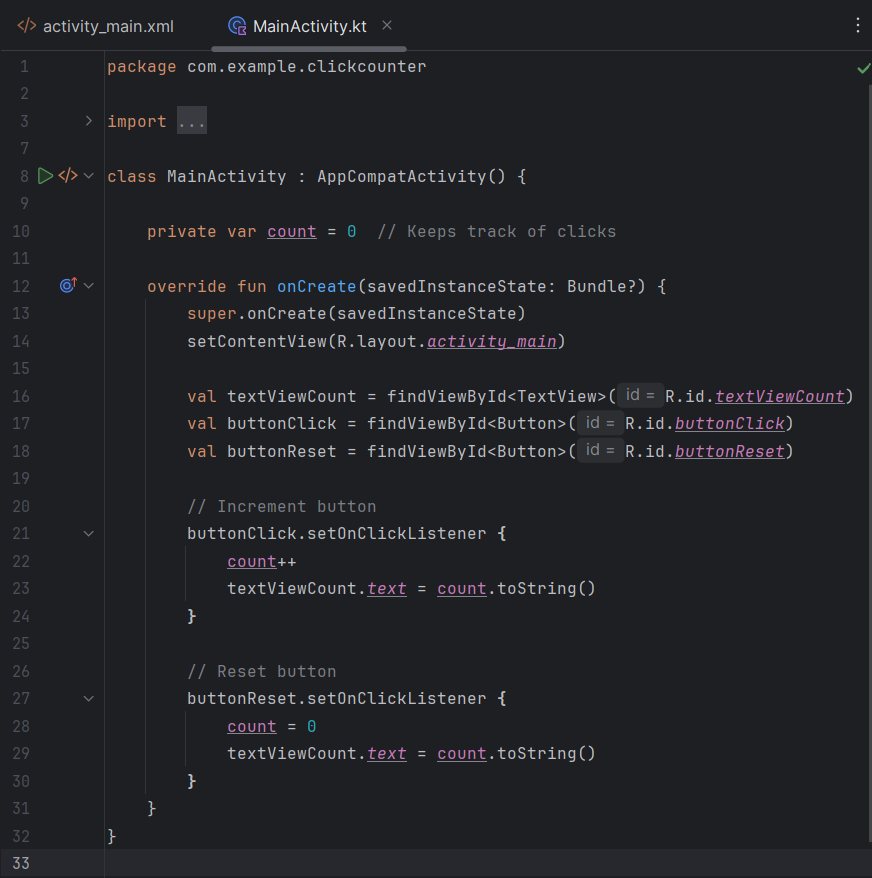 activity_main.xml MainActivity.kt
1 package com.example.clickcounter
2
3 import ...
7
8 class MainActivity : AppCompatActivity() {
9
10     private var count = 0  // Keeps track of clicks
11
12     override fun onCreate(savedInstanceState: Bundle?) {
13         super.onCreate(savedInstanceState)
14         setContentView(R.layout.activity_main)
15
16         val textViewCount = findViewById<TextView>( id = R.id.textViewCount)
17         val buttonClick = findViewById<Button>( id = R.id.buttonClick)
18         val buttonReset = findViewById<Button>( id = R.id.buttonReset)
19
20         // Increment button
21         buttonClick.setOnClickListener {
22             count++
23             textViewCount.text = count.toString()
24         }
25
26         // Reset button
27         buttonReset.setOnClickListener {
28             count = 0
29             textViewCount.text = count.toString()
30         }
31     }
32 }
33